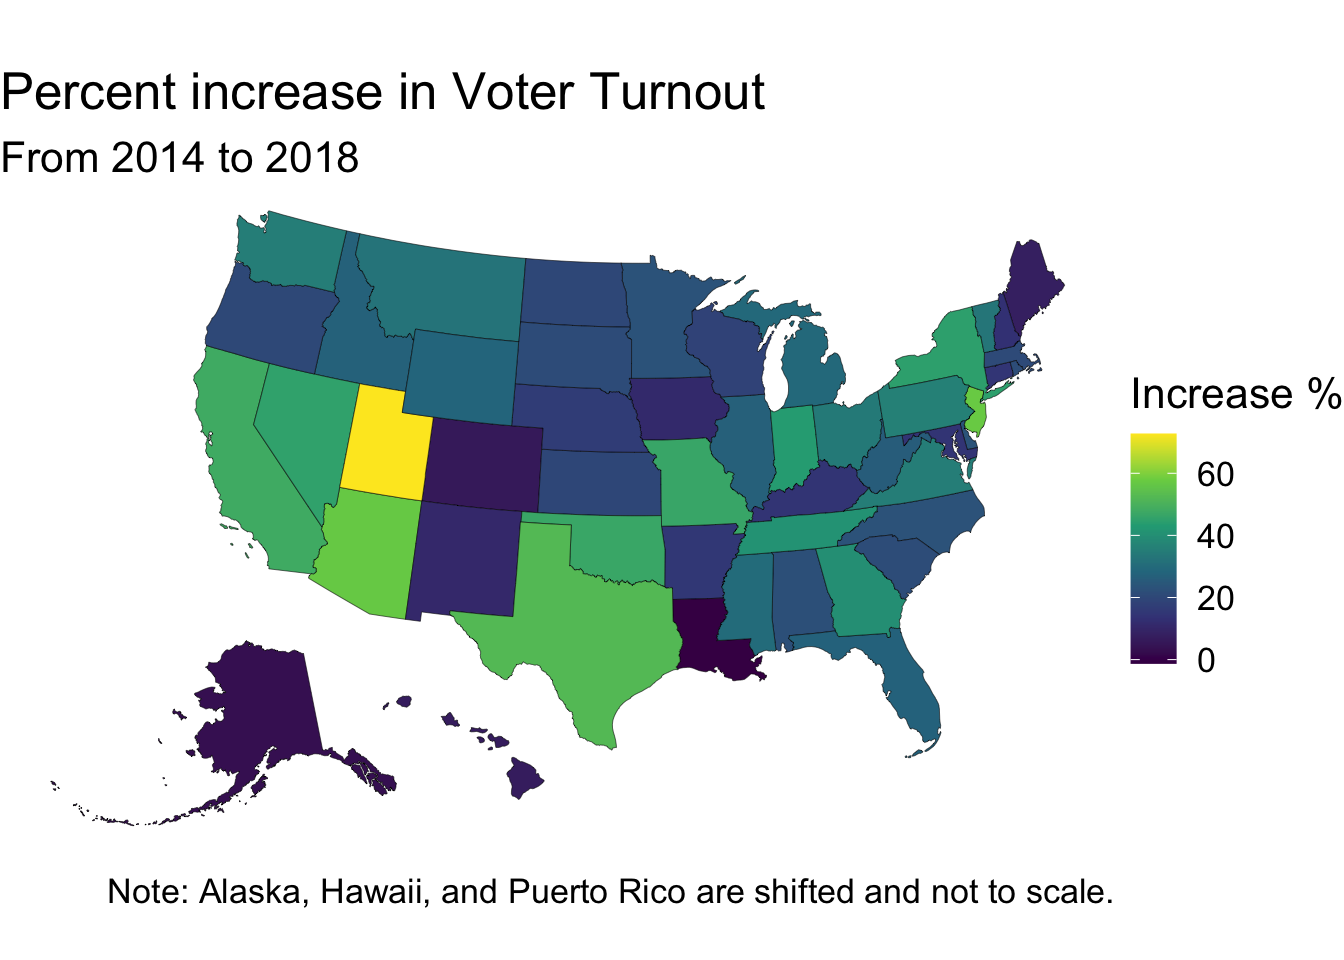 Percent increase in Voter Turnout
From 2014 to 2018
Increase %
60
40
20
0
Note: Alaska, Hawaii, and Puerto Rico are shifted and not to scale.